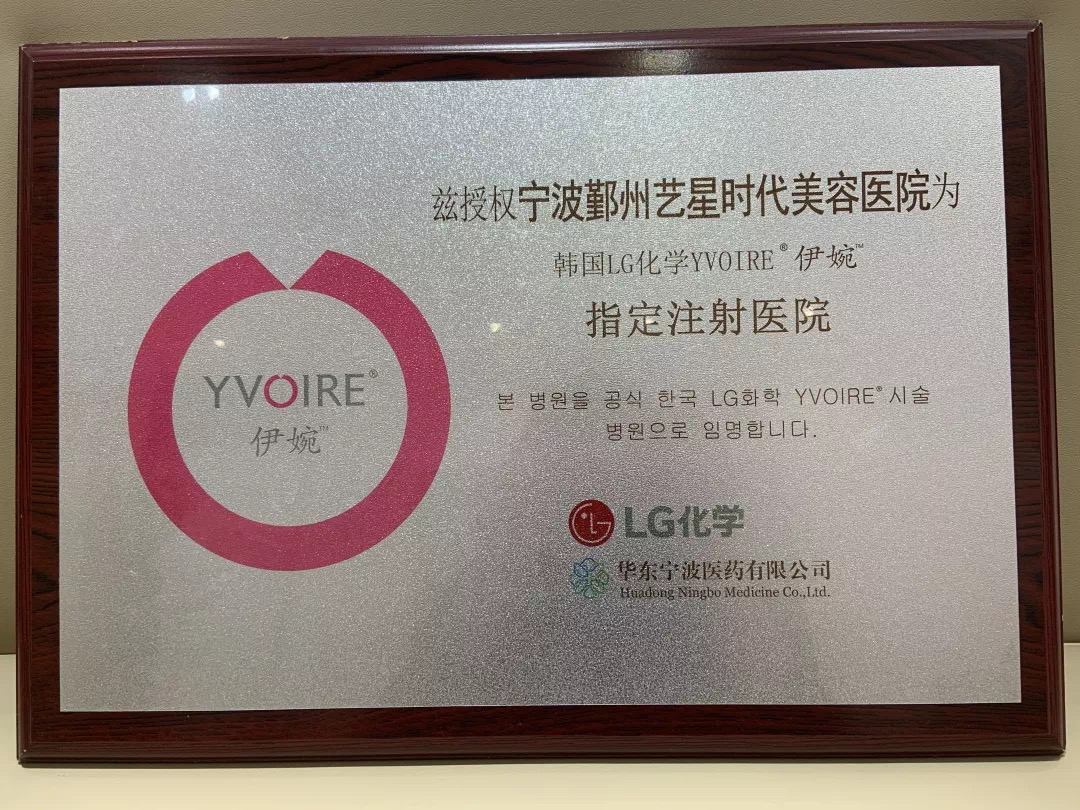 兹授权宁波鄞州艺星时代美容医院为
韩国LG化学YVOIRE®伊婉™
指定注射医院
YVOIRE®
伊婉™
본 병원을 공식 한국 LG화학 YVOIRE® 시술
병원으로 임명합니다.
LG化学
华东宁波医药有限公司
Huadong Ningbo Medicine Co.,Ltd.